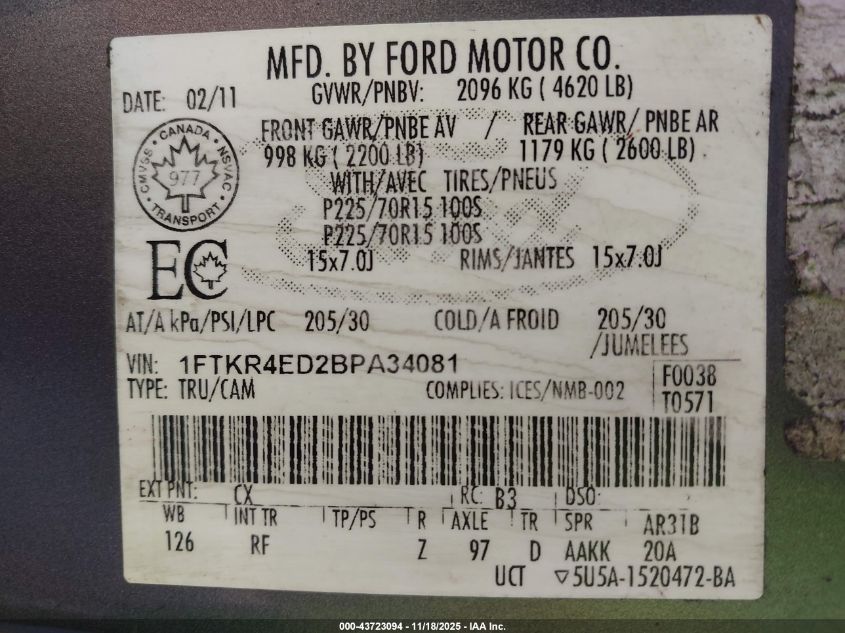 MFD. BY FORD MOTOR CO.
DATE: 02/11
GVWR/PNBV: 2096 KG ( 4620 LB)
FRONT GAWR/PNBE AV / REAR GAWR/ PNBE AR
998 KG ( 2200 LB) 1179 KG ( 2600 LB)
WITH/AVEC TIRES/PNEUS
P225/70R15 100S
P225/70R15 100S
15x7.0J RIMS/JANTES 15x7.0J
CANADA
CMVSS · NSVAC
977
TRANSPORT
EC
AT/A kPa/PSI/LPC 205/30 COLD/A FROID 205/30
/JUMELEES
VIN: 1FTKR4ED2BPA34081
TYPE: TRU/CAM COMPLIES: ICES/NMB-002
F0038
T0571
EXT PNT: CX RC: B3 DSO:
WB INT TR TP/PS R AXLE TR SPR AR31B
126 RF Z 97 D AAKK 20A
UCT ▽5U5A-1520472-BA
000-43723094 - 11/18/2025 - IAA Inc.